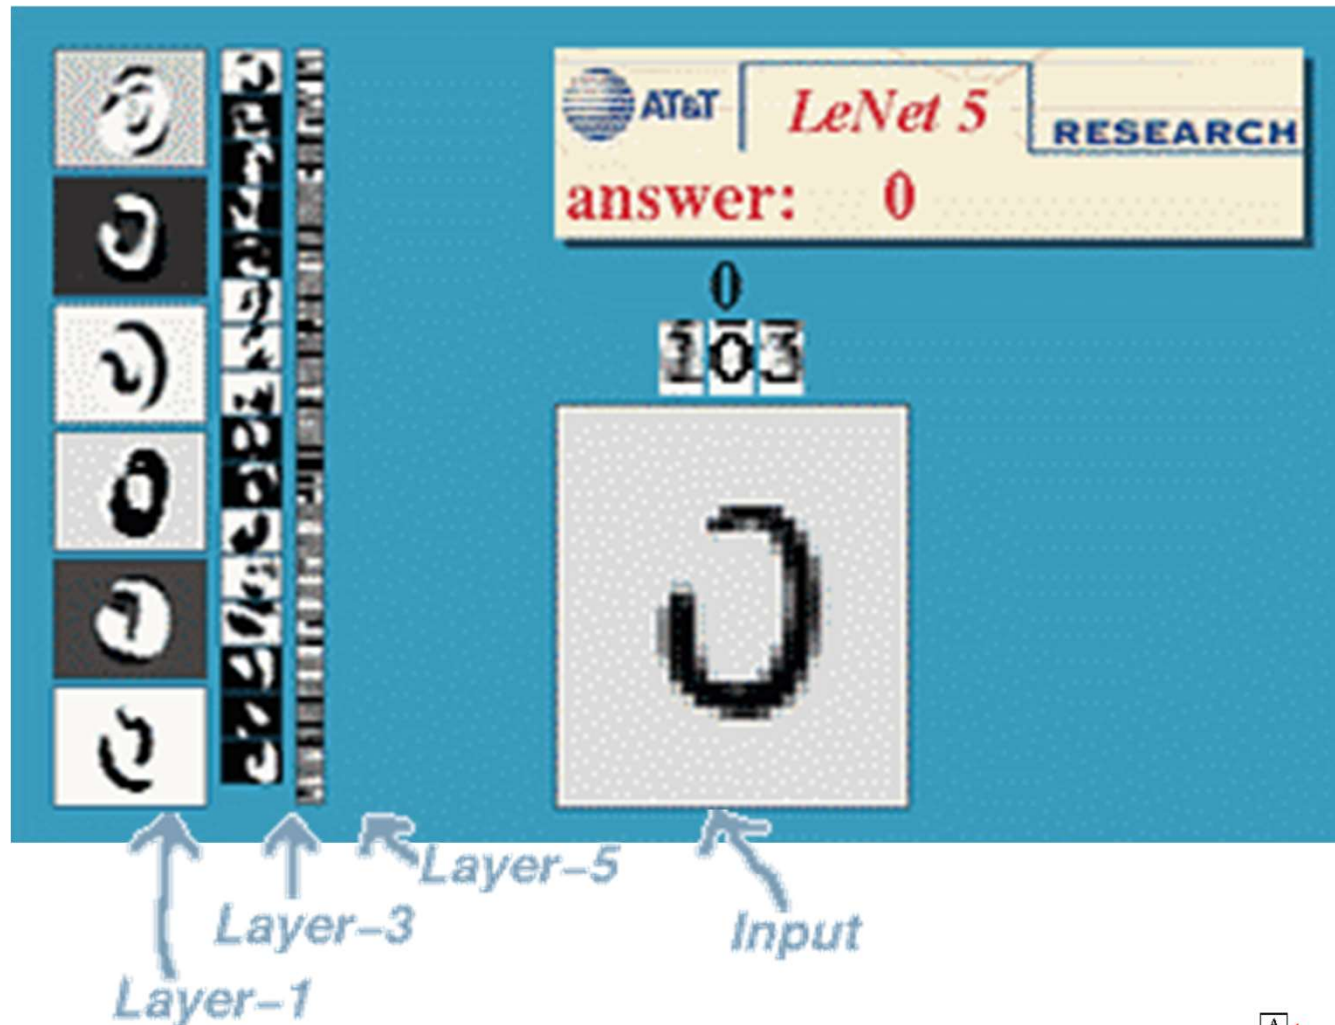 AT&T LeNet 5 RESEARCH
answer: 0
0
103
Layer-5
Layer-3
Input
Layer-1
A